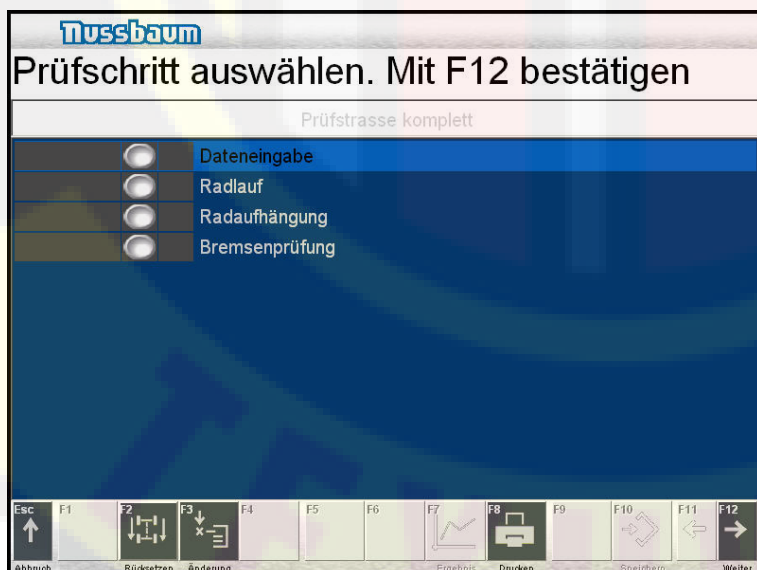 Nussbaum
Prüfschritt auswählen. Mit F12 bestätigen
Prüfstrasse komplett
Dateneingabe
Radlauf
Radaufhängung
Bremsenprüfung
Esc F1 F2 F3 F4 F5 F6 F7 F8 F9 F10 F11 F12
Abbruch Rücksetzen Änderung Ergebnis Drucken Speichern Weiter